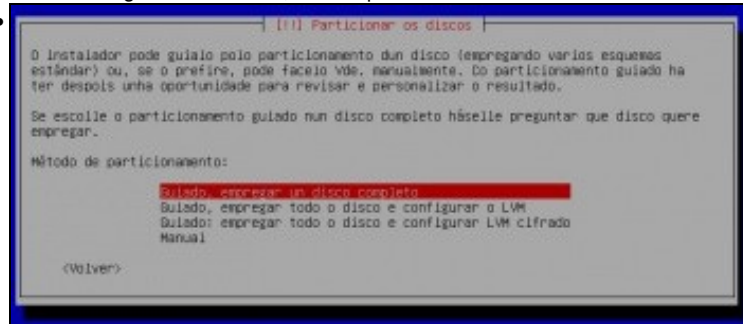 [!!] Particionar os discos
O instalador pode guialo polo particionamento dun disco (empregando varios esquemas
estándar) ou, se o prefire, pode facelo Vde. manualmente. Co particionamento guiado ha
ter despois unha oportunidade para revisar e personalizar o resultado.
Se escolle o particionamento guiado nun disco completo háselle preguntar que disco quere
empregar.
Método de particionamento:
Guiado, empregar un disco completo
Guiado, empregar todo o disco e configurar o LVM
Guiado: empregar todo o disco e configurar LVM cifrado
Manual
<Volver>